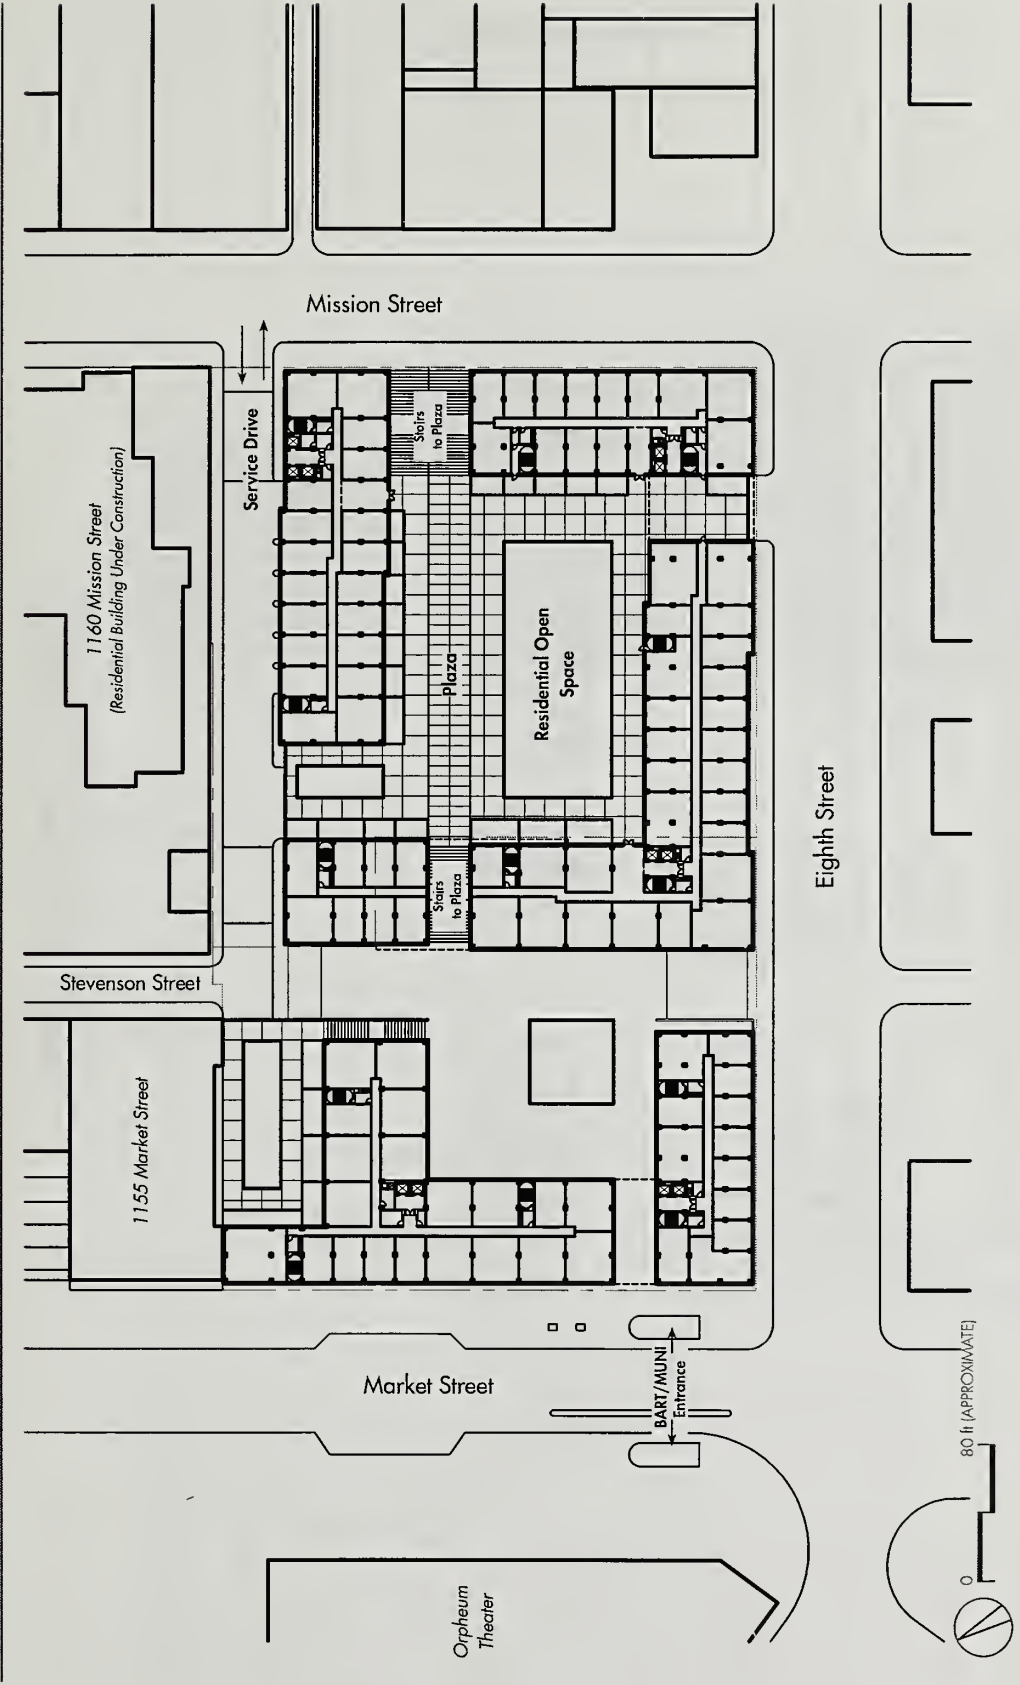 Mission Street
Stairs
to Plaza
Service Drive
1160 Mission Street
(Residential Building Under Construction)
Plaza
Residential Open
Space
Eighth Street
Stairs
to Plaza
Stevenson Street
1155 Market Street
Market Street
BART/MUNI
Entrance
Orpheum
Theater
0
80 ft (APPROXIMATE)